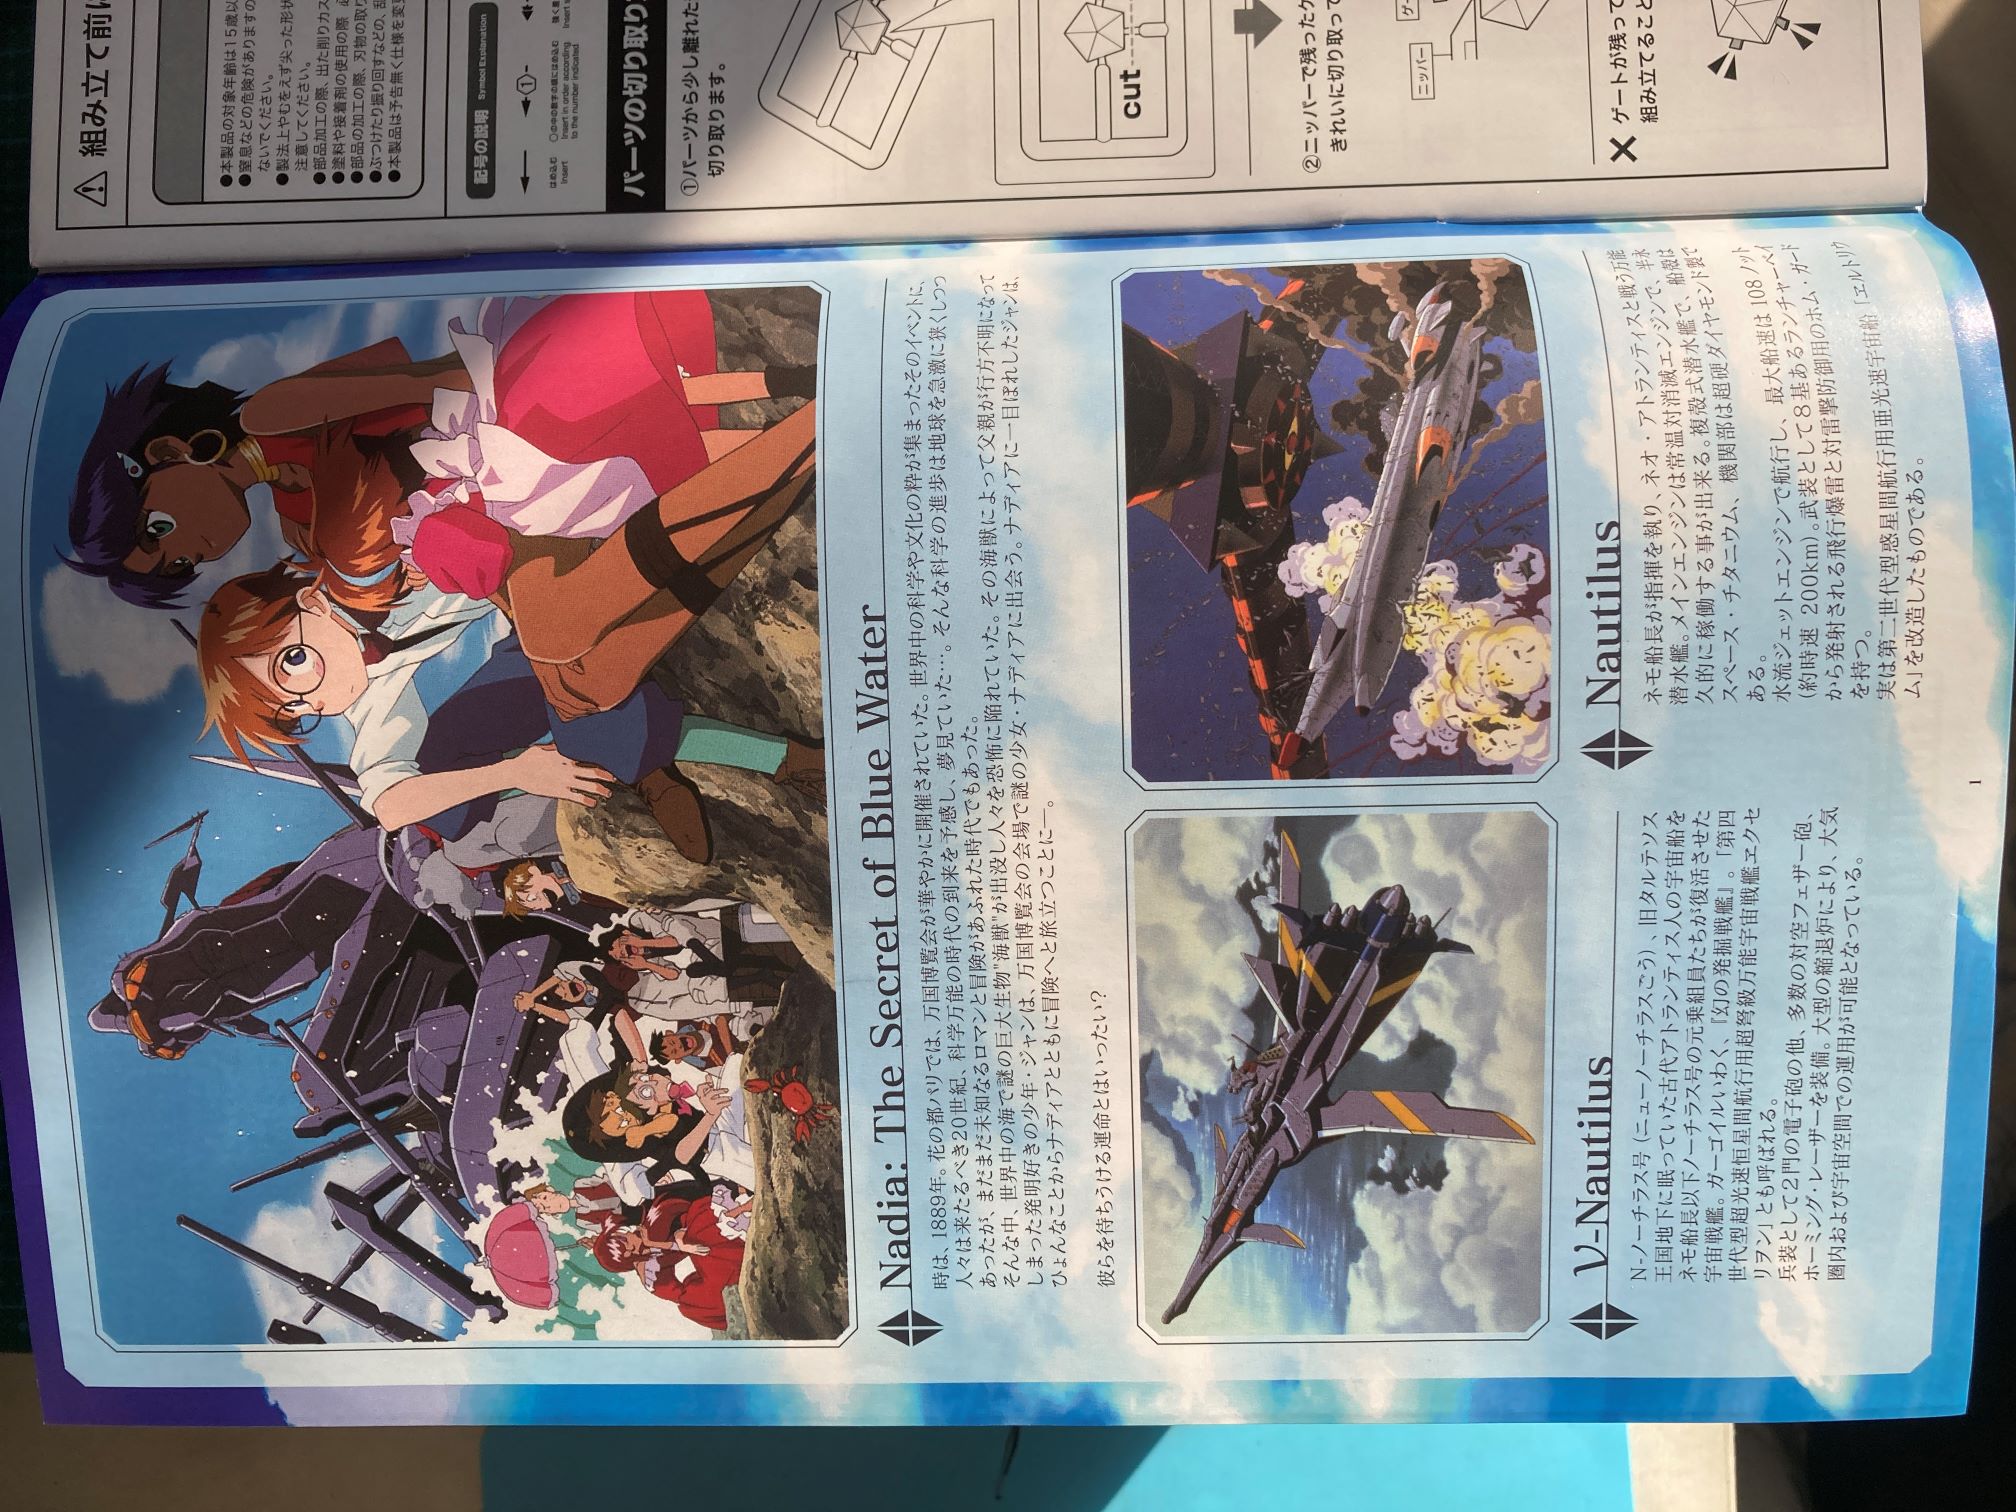 Nadia: The Secret of Blue Water
時は、1889年。花の都パリでは、万国博覧会が華やかに開催されていた。世界中の科学や文化の粋が集まったそのイベントに、
人々は来たるべき20世紀、科学万能の時代の到来を予感し、夢見ていた…。そんな科学の進歩は地球を急激に狭くしつつ
あったが、まだまだ未知なるロマンと冒険があふれた時代でもあった。
そんな中、世界中の海で謎の巨大生物"海獣"が出没し人々を恐怖に陥れていた。その海獣によって父親が行方不明になって
しまった発明好きの少年・ジャンは、万国博覧会の会場で謎の少女・ナディアに出会う。ナディアに一目ぼれしたジャンは、
ひょんなことからナディアとともに冒険へと旅立つことに―。
彼らを待ちうける運命とはいったい?
ν-Nautilus
N-ノーチラス号(ニューノーチラスごう)、旧タルテソス
王国地下に眠っていた古代アトランティス人の宇宙船を
ネモ船長以下ノーチラス号の元乗組員たちが復活させた
宇宙戦艦。ガーゴイルいわく、『幻の発掘戦艦』。「第四
世代型超光速恒星間航行用超弩級万能宇宙戦艦ヱクセ
リヲン」とも呼ばれる。
兵装として2門の電子砲の他、多数の対空フェザー砲、
ホーミング・レーザーを装備。大型の縮退炉により、大気
圏内および宇宙空間での運用が可能となっている。
Nautilus
ネモ船長が指揮を執り、ネオ・アトランティスと戦う万能
潜水艦。メインエンジンは常温対消滅エンジンで、半永
久的に稼働する事が出来る。複殻式潜水艦で、船殻は
スペース・チタニウム、機関部は超硬ダイヤモンド製で
ある。
水流ジェットエンジンで航行し、最大船速は108ノット
(約時速 200km)。武装として8基あるランチャーベイ
から発射される飛行爆雷と対雷撃防御用のホム・ガード
を持つ。
実は第二世代型惑星間航行用亜光速宇宙船「ヱルトリウ
ム」を改造したものである。
1
組み立て前に
●本製品の対象年齢は15歳以
●窒息などの危険がありますの
ないでください。
●製法上やむをえず尖った形状
注意してください。
●部品加工の際、出た削りカス
●塗料や接着剤の使用の際
●部品の加工の際、刃物の取り
●ぶつけたり振り回すなどの、乱
●本製品は予告無く仕様を変更
記号の説明 Symbol Explanation
1
はめ込む
Insert
○の中の数字の順にはめ込む
Insert in order according
to the number indicated
Insert
パーツの切り取り
①パーツから少し離れた
切り取ります。
cut
②ニッパーで残ったゲ
きれいに切り取って
ニッパー
ゲー
× ゲートが残って
組み立てること